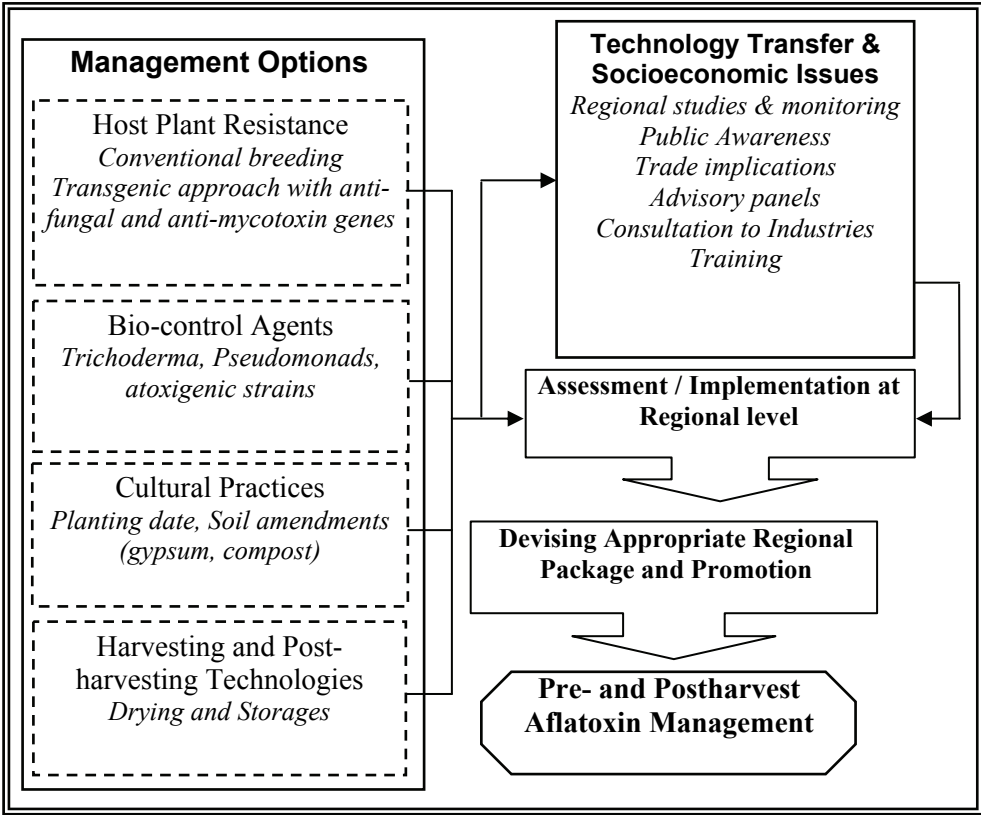 Management Options
Host Plant Resistance
Conventional breeding
Transgenic approach with anti-
fungal and anti-mycotoxin genes
Bio-control Agents
Trichoderma, Pseudomonads,
atoxigenic strains
Cultural Practices
Planting date, Soil amendments
(gypsum, compost)
Harvesting and Post-
harvesting Technologies
Drying and Storages
Technology Transfer &
Socioeconomic Issues
Regional studies & monitoring
Public Awareness
Trade implications
Advisory panels
Consultation to Industries
Training
Assessment / Implementation at
Regional level
Devising Appropriate Regional
Package and Promotion
Pre- and Postharvest
Aflatoxin Management